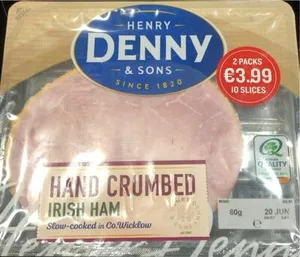 HENRY
DENNY
& SONS
SINCE 1820
2 PACKS
€3.99
10 SLICES
HAND CRUMBED
IRISH HAM
Slow-cooked in Co.Wicklow
QUALITY
80g
20 JUN